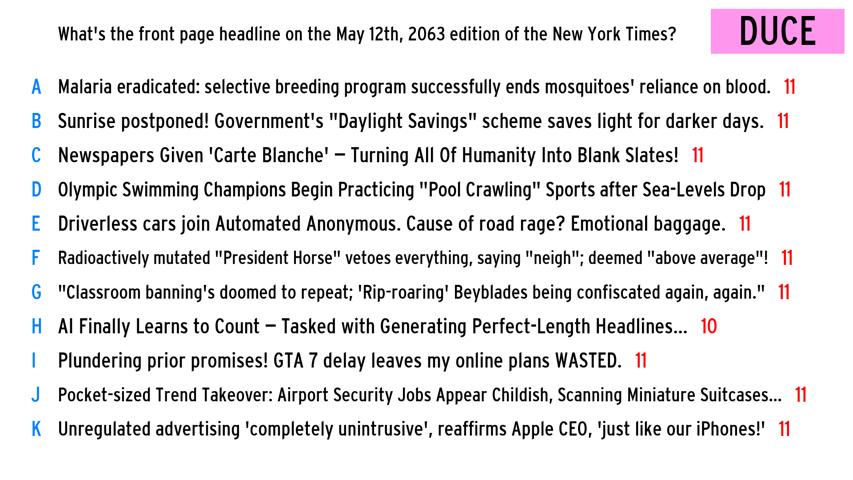 What's the front page headline on the May 12th, 2063 edition of the New York Times? DUCE
A Malaria eradicated: selective breeding program successfully ends mosquitoes' reliance on blood. 11
B Sunrise postponed! Government's "Daylight Savings" scheme saves light for darker days. 11
C Newspapers Given 'Carte Blanche' – Turning All Of Humanity Into Blank Slates! 11
D Olympic Swimming Champions Begin Practicing "Pool Crawling" Sports after Sea-Levels Drop 11
E Driverless cars join Automated Anonymous. Cause of road rage? Emotional baggage. 11
F Radioactively mutated "President Horse" vetoes everything, saying "neigh"; deemed "above average"! 11
G "Classroom banning's doomed to repeat; 'Rip-roaring' Beyblades being confiscated again, again." 11
H AI Finally Learns to Count – Tasked with Generating Perfect-Length Headlines... 10
I Plundering prior promises! GTA 7 delay leaves my online plans WASTED. 11
J Pocket-sized Trend Takeover: Airport Security Jobs Appear Childish, Scanning Miniature Suitcases... 11
K Unregulated advertising 'completely unintrusive', reaffirms Apple CEO, 'just like our iPhones!' 11